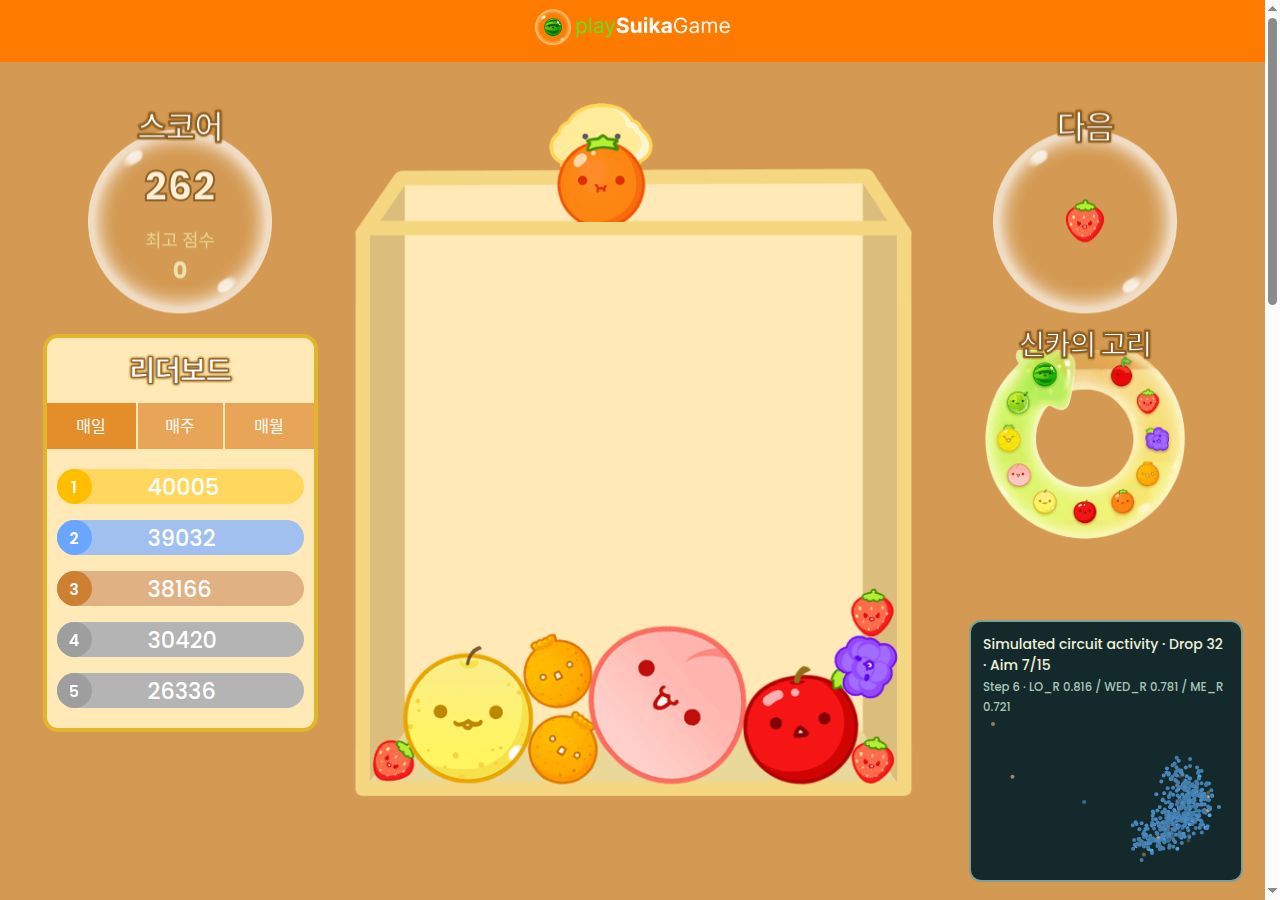 playSuikaGame
스코어
262
최고 점수
0
다음
리더보드
매일 매주 매월
1 40005
2 39032
3 38166
4 30420
5 26336
신카의 고리
Simulated circuit activity · Drop 32
· Aim 7/15
Step 6 · LO_R 0.816 / WED_R 0.781 / ME_R
0.721